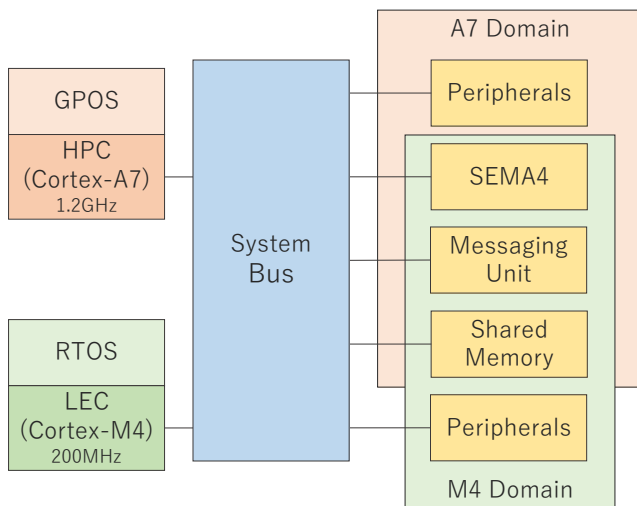 GPOS
HPC
(Cortex-A7)
1.2GHz
RTOS
LEC
(Cortex-M4)
200MHz
System
Bus
A7 Domain
Peripherals
SEMA4
Messaging
Unit
Shared
Memory
Peripherals
M4 Domain